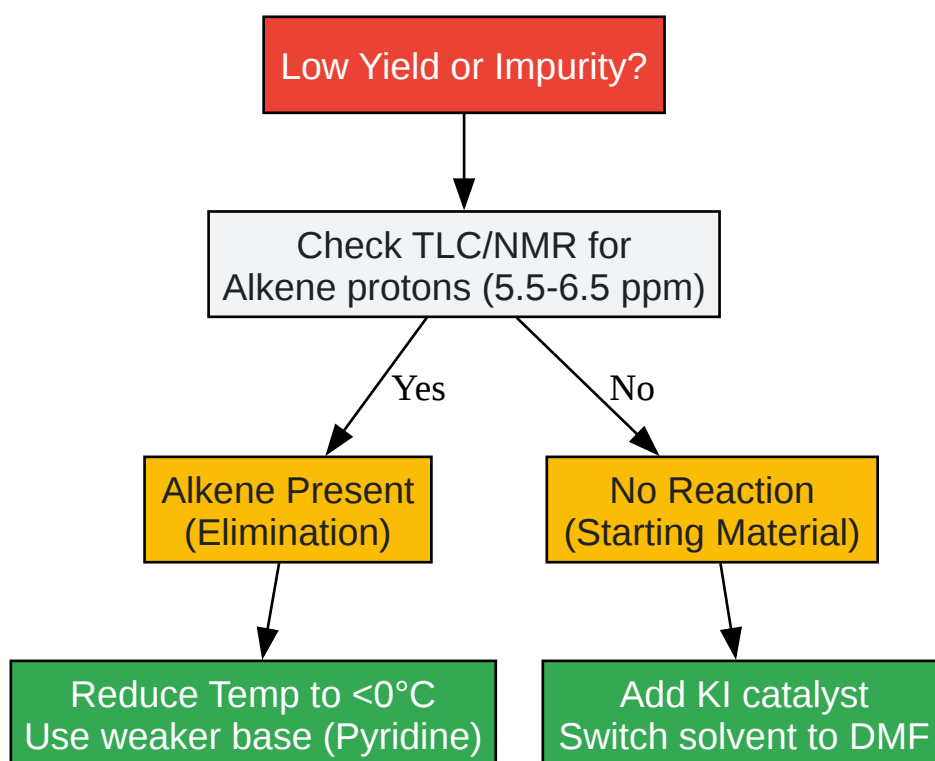 Low Yield or Impurity?
Check TLC/NMR for
Alkene protons (5.5-6.5 ppm)
Yes
No
Alkene Present
(Elimination)
No Reaction
(Starting Material)
Reduce Temp to <0°C
Use weaker base (Pyridine)
Add KI catalyst
Switch solvent to DMF